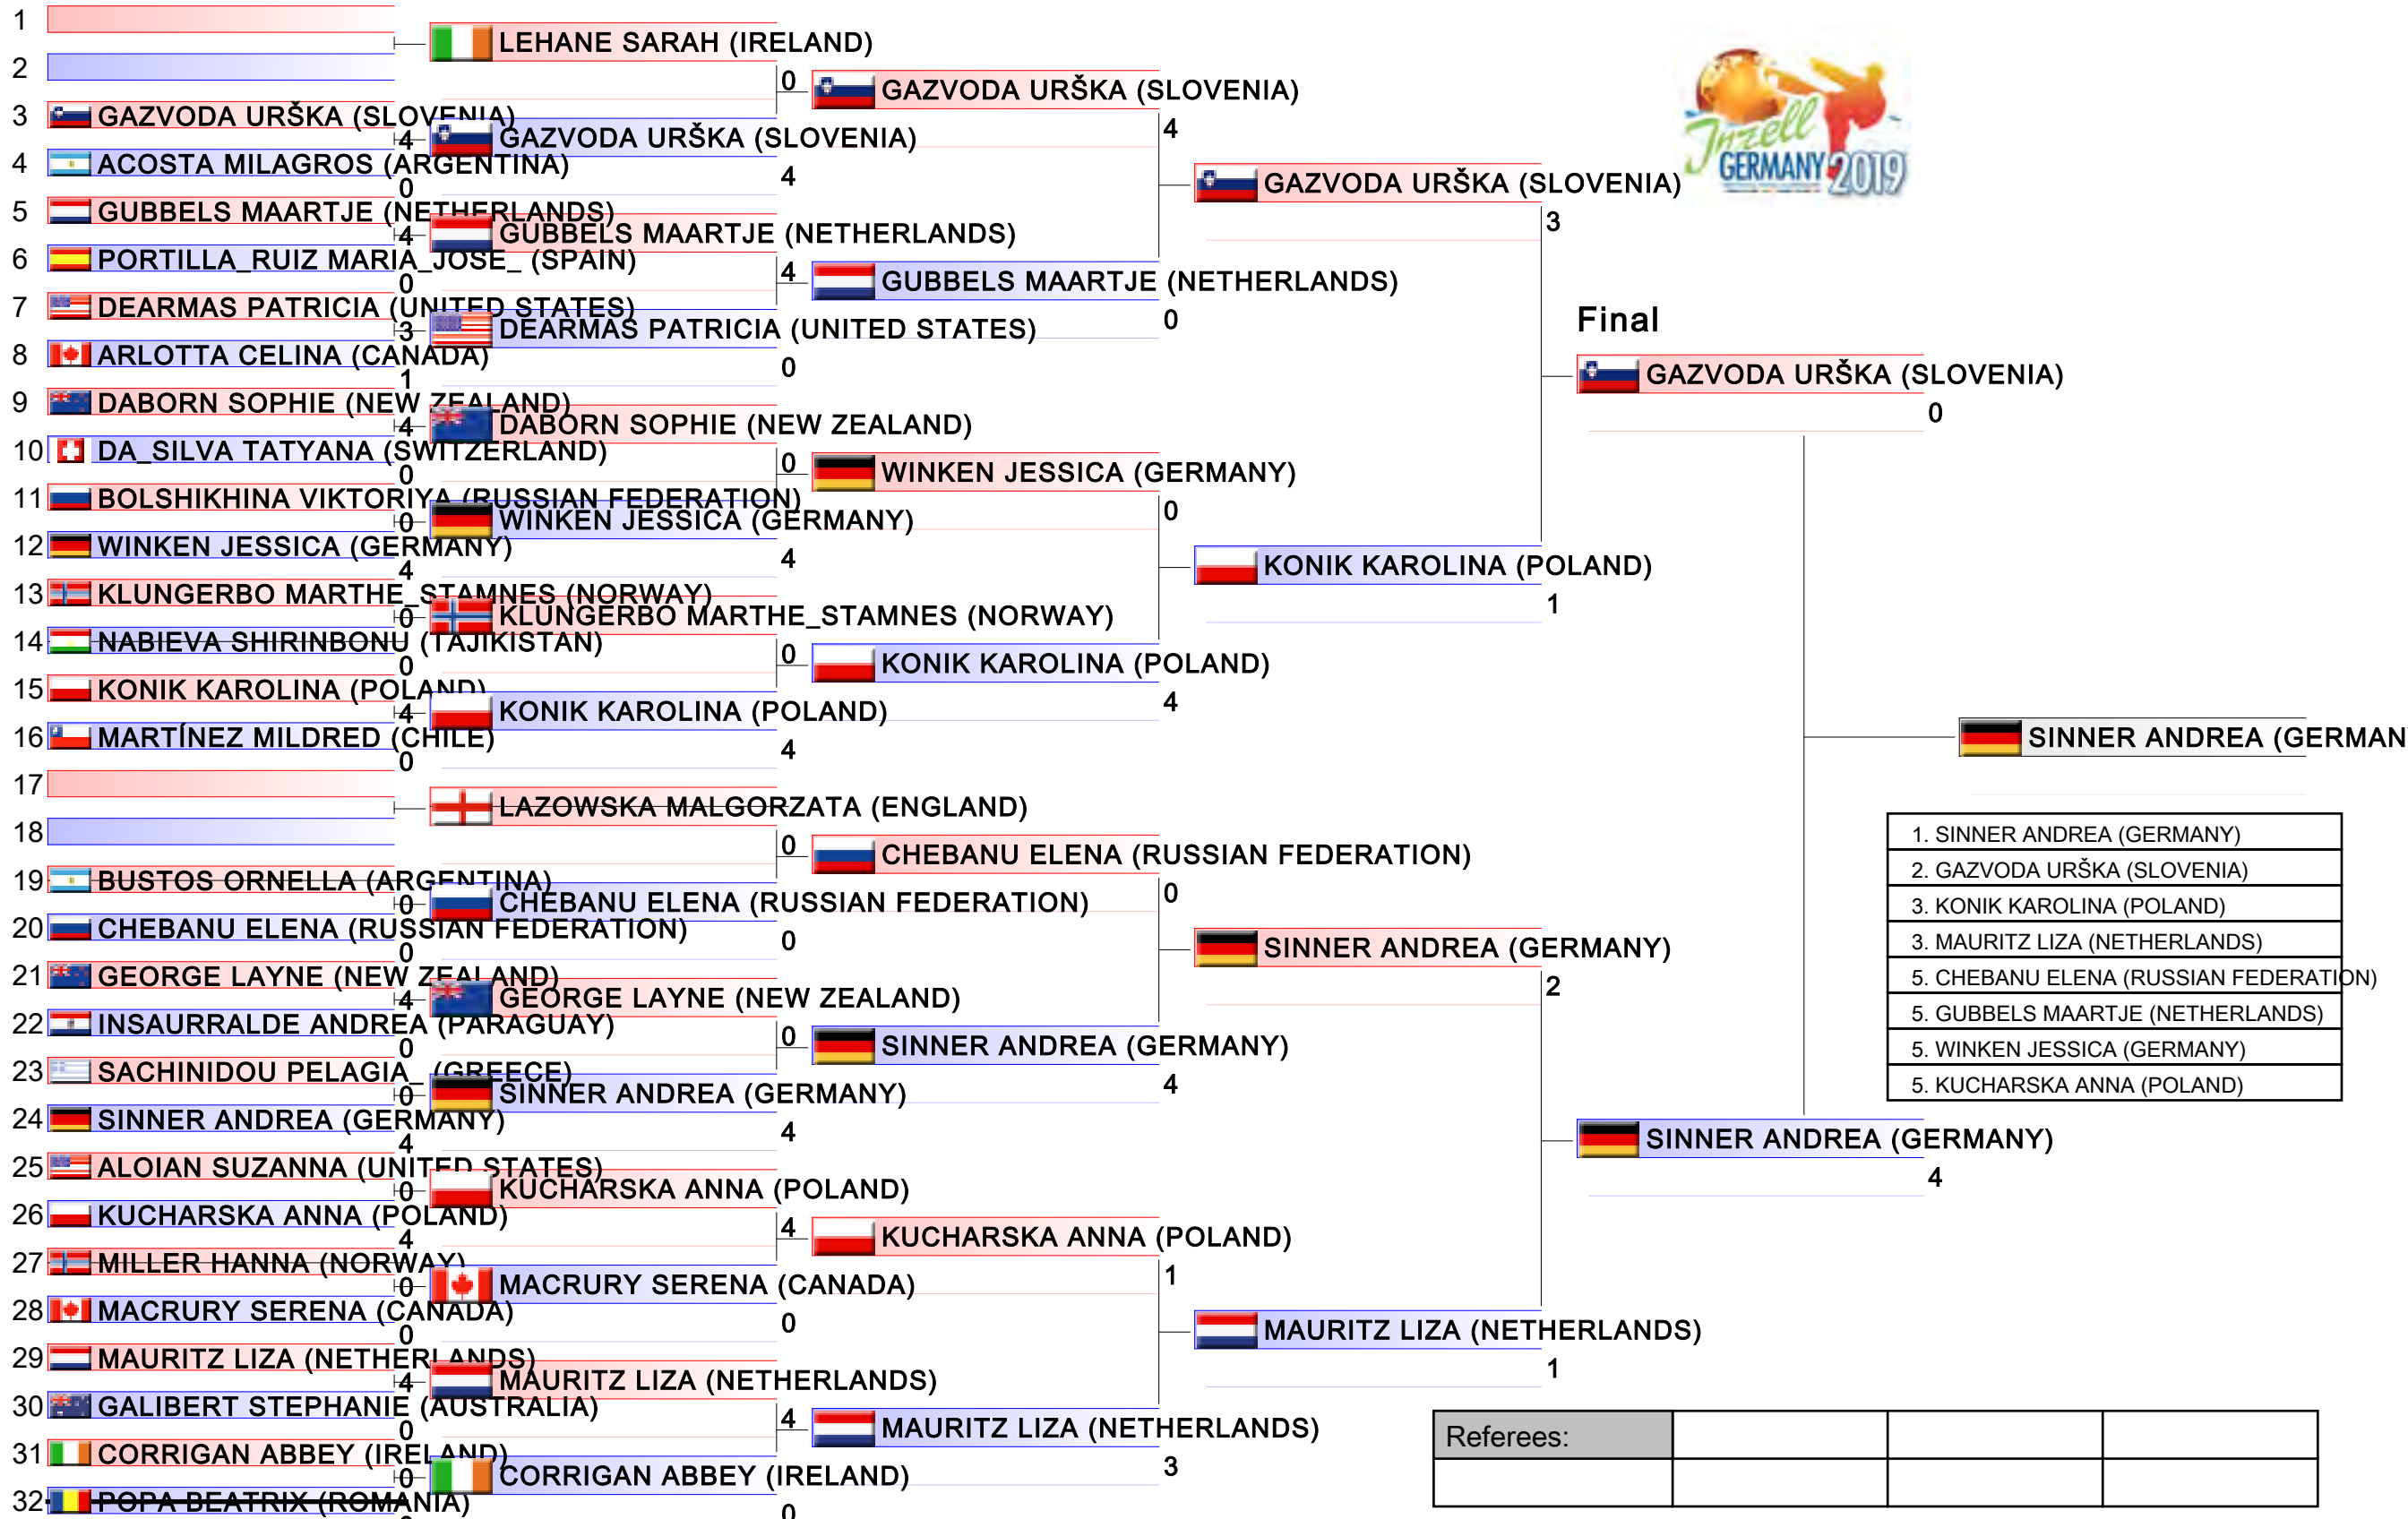 1
2
3 GAZVODA URŠKA (SLOVENIA)
4
4 ACOSTA MILAGROS (ARGENTINA)
0
5 GUBBELS MAARTJE (NETHERLANDS)
4
6 PORTILLA_RUIZ MARIA_JOSE_ (SPAIN)
0
7 DEARMAS PATRICIA (UNITED STATES)
3
8 ARLOTTA CELINA (CANADA)
1
9 DABORN SOPHIE (NEW ZEALAND)
4
10 DA_SILVA TATYANA (SWITZERLAND)
0
11 BOLSHIKHINA VIKTORIYA (RUSSIAN FEDERATION)
0
12 WINKEN JESSICA (GERMANY)
4
13 KLUNGERBO MARTHE_STAMNES (NORWAY)
0
14 NABIEVA SHIRINBONU (TAJIKISTAN)
0
15 KONIK KAROLINA (POLAND)
4
16 MARTÍNEZ MILDRED (CHILE)
0
17
18
19 BUSTOS ORNELLA (ARGENTINA)
0
20 CHEBANU ELENA (RUSSIAN FEDERATION)
0
21 GEORGE LAYNE (NEW ZEALAND)
4
22 INSAURRALDE ANDREA (PARAGUAY)
0
23 SACHINIDOU PELAGIA_ (GREECE)
0
24 SINNER ANDREA (GERMANY)
4
25 ALOIAN SUZANNA (UNITED STATES)
0
26 KUCHARSKA ANNA (POLAND)
4
27 MILLER HANNA (NORWAY)
0
28 MACRURY SERENA (CANADA)
0
29 MAURITZ LIZA (NETHERLANDS)
4
30 GALIBERT STEPHANIE (AUSTRALIA)
0
31 CORRIGAN ABBEY (IRELAND)
0
32 POPA BEATRIX (ROMANIA)
LEHANE SARAH (IRELAND)
0
GAZVODA URŠKA (SLOVENIA)
4
GUBBELS MAARTJE (NETHERLANDS)
4
DEARMAS PATRICIA (UNITED STATES)
0
DABORN SOPHIE (NEW ZEALAND)
0
WINKEN JESSICA (GERMANY)
4
KLUNGERBO MARTHE_STAMNES (NORWAY)
0
KONIK KAROLINA (POLAND)
4
LAZOWSKA MALGORZATA (ENGLAND)
0
CHEBANU ELENA (RUSSIAN FEDERATION)
0
GEORGE LAYNE (NEW ZEALAND)
0
SINNER ANDREA (GERMANY)
4
KUCHARSKA ANNA (POLAND)
4
MACRURY SERENA (CANADA)
0
MAURITZ LIZA (NETHERLANDS)
4
CORRIGAN ABBEY (IRELAND)
0
GAZVODA URŠKA (SLOVENIA)
4
GUBBELS MAARTJE (NETHERLANDS)
0
WINKEN JESSICA (GERMANY)
0
KONIK KAROLINA (POLAND)
4
CHEBANU ELENA (RUSSIAN FEDERATION)
0
SINNER ANDREA (GERMANY)
4
KUCHARSKA ANNA (POLAND)
1
MAURITZ LIZA (NETHERLANDS)
3
GAZVODA URŠKA (SLOVENIA)
3
KONIK KAROLINA (POLAND)
1
SINNER ANDREA (GERMANY)
2
MAURITZ LIZA (NETHERLANDS)
1
Inzell
GERMANY 2019
Final
GAZVODA URŠKA (SLOVENIA)
0
SINNER ANDREA (GERMANY)
4
SINNER ANDREA (GERMAN
1. SINNER ANDREA (GERMANY)
2. GAZVODA URŠKA (SLOVENIA)
3. KONIK KAROLINA (POLAND)
3. MAURITZ LIZA (NETHERLANDS)
5. CHEBANU ELENA (RUSSIAN FEDERATION)
5. GUBBELS MAARTJE (NETHERLANDS)
5. WINKEN JESSICA (GERMANY)
5. KUCHARSKA ANNA (POLAND)
Referees: